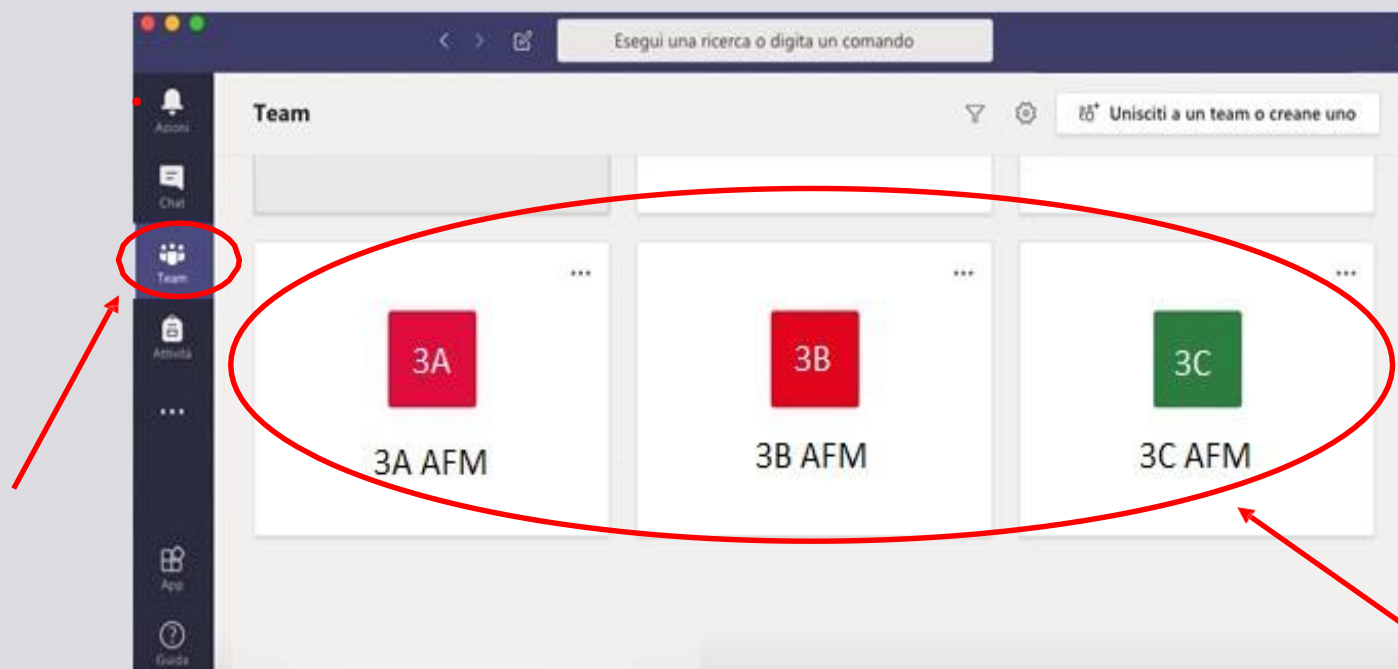 Esegui una ricerca o digita un comando
Azioni
Team
Unisciti a un team o creane uno
Chat
Team
Attività
3A
3B
3C
3A AFM
3B AFM
3C AFM
App
Guida